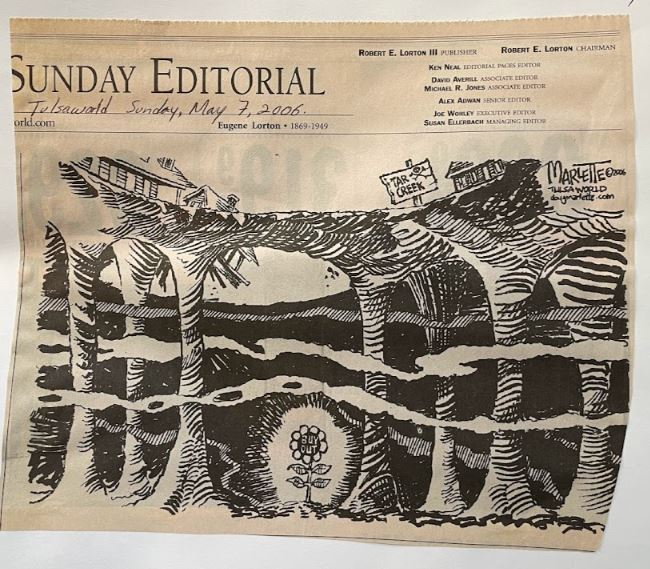 ROBERT E. LORTON III PUBLISHER
ROBERT E. LORTON CHAIRMAN
KEN NEAL EDITORIAL PAGES EDITOR
DAVID AVERILL ASSOCIATE EDITOR
MICHAEL R. JONES ASSOCIATE EDITOR
ALEX ADWAN SENIOR EDITOR
JOE WORLEY EXECUTIVE EDITOR
SUSAN ELLERBACH MANAGING EDITOR
SUNDAY EDITORIAL
Tulsaworld Sunday, May 7, 2006.
orld.com
Eugene Lorton • 1869-1949
TAR
CREEK
MARLETTE ©2006
TULSA WORLD
dougmarlette.com
BUY
OUT